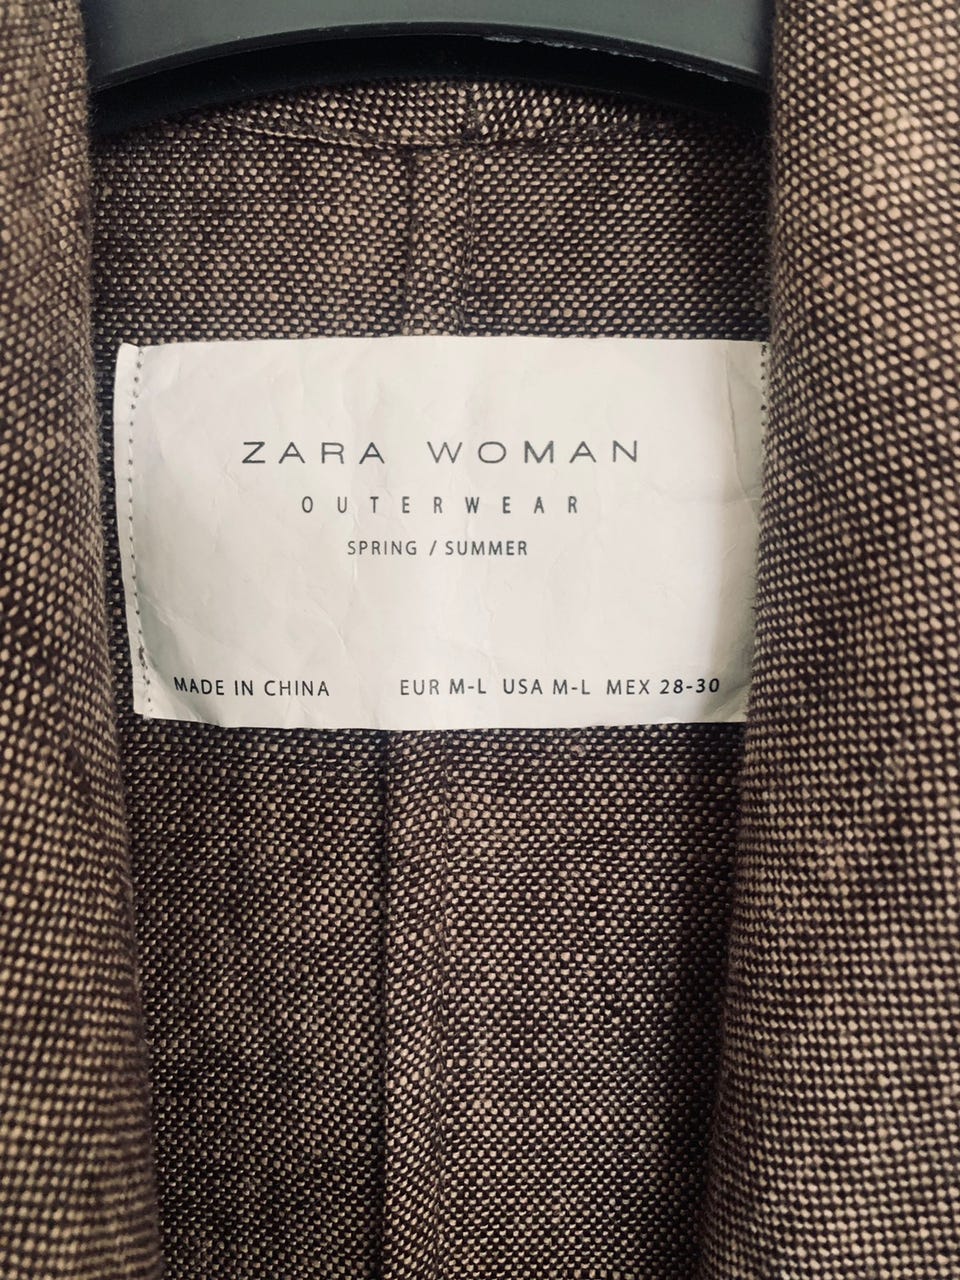 ZARA WOMAN
OUTERWEAR
SPRING / SUMMER
MADE IN CHINA EUR M-L USA M-L MEX 28-30